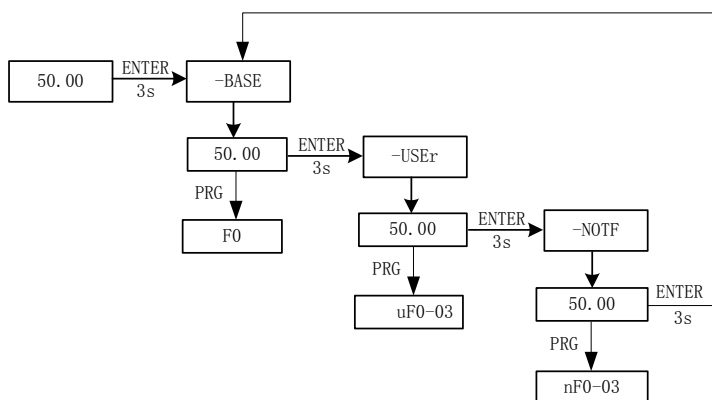 50.00
ENTER
3s
-BASE
50.00
ENTER
3s
-USEr
PRG
F0
50.00
ENTER
3s
-NOTF
PRG
uF0-03
50.00
ENTER
3s
PRG
nF0-03